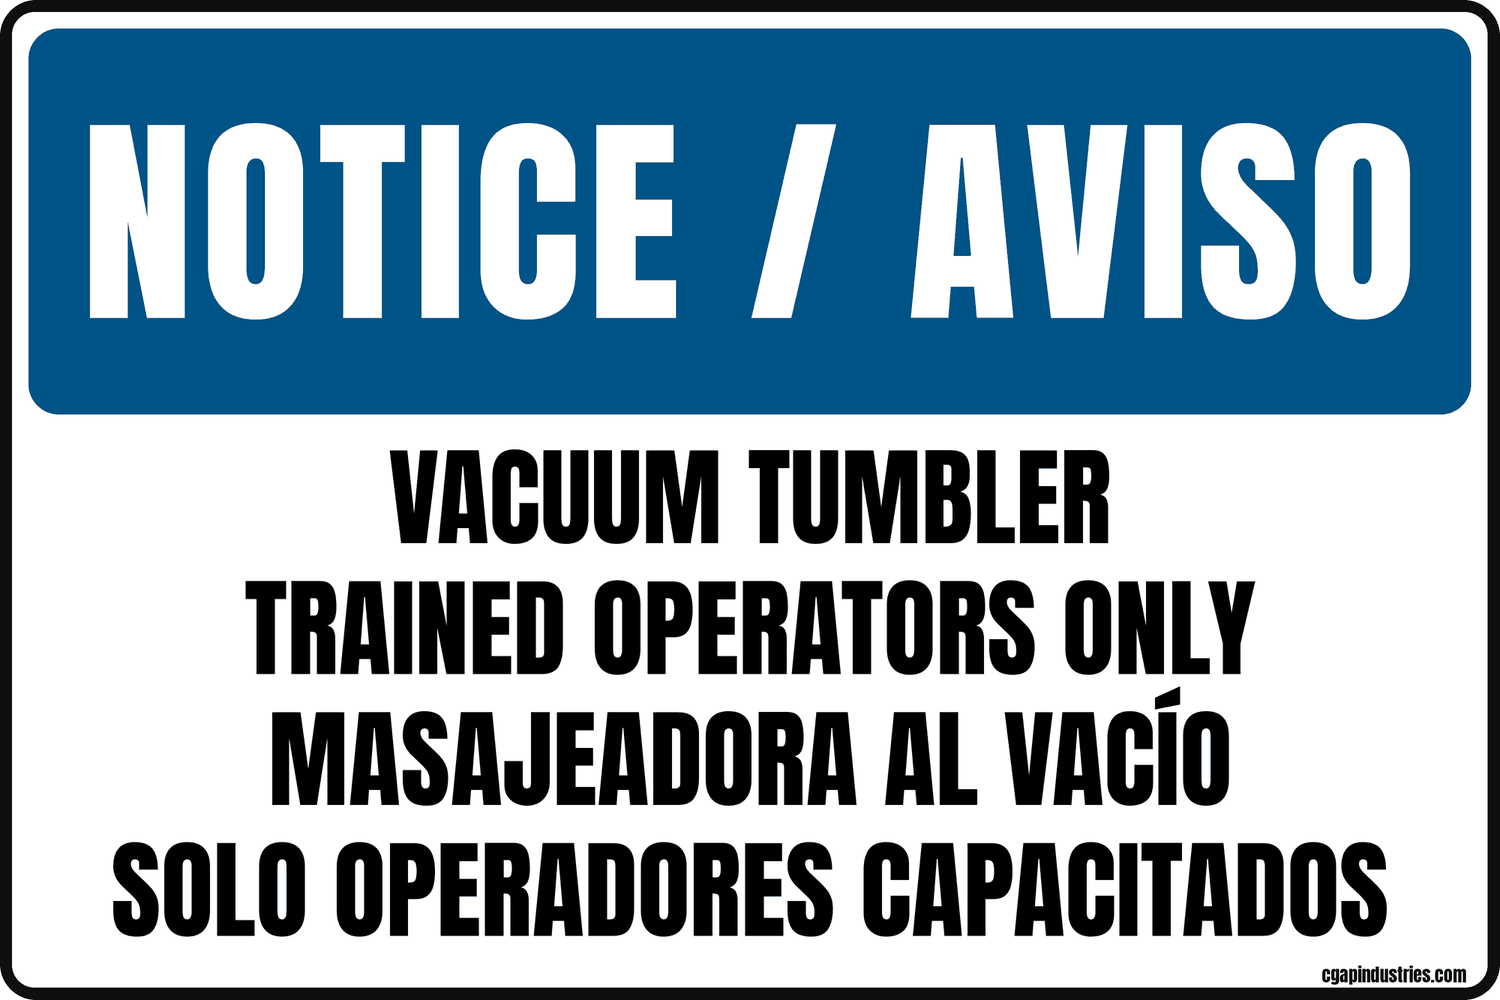 NOTICE / AVISO
VACUUM TUMBLER
TRAINED OPERATORS ONLY
MASAJEADORA AL VACÍO
SOLO OPERADORES CAPACITADOS
cgapindustries.com